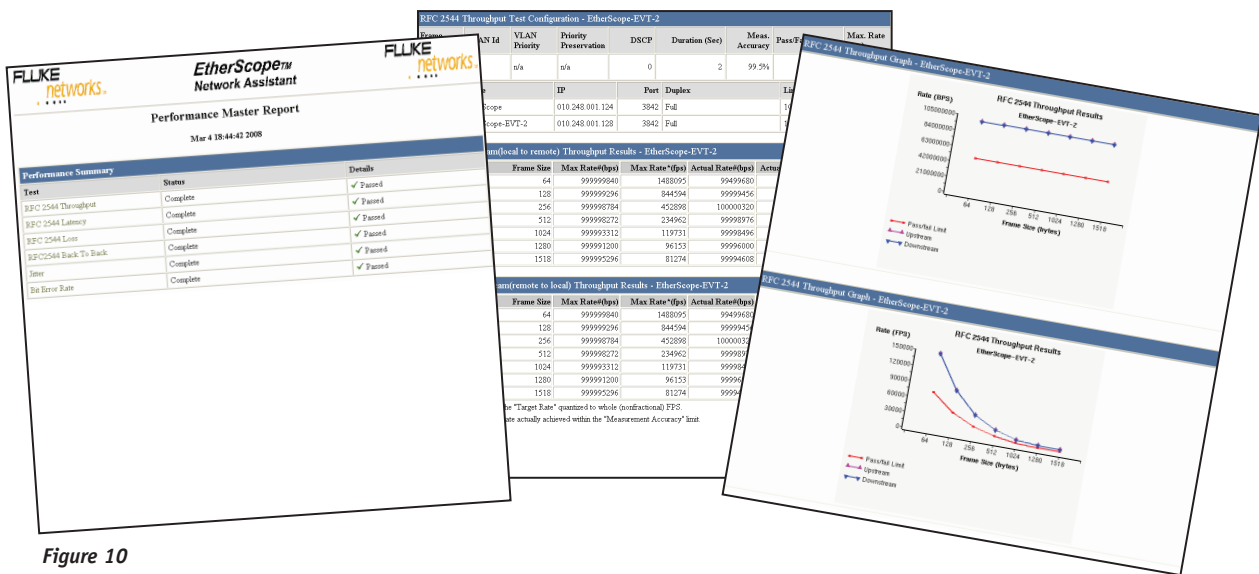 FLUKE
networks.
EtherScope™
Network Assistant
FLUKE
networks.
Performance Master Report
Mar 4 18:44:42 2008
Performance Summary
Test Status Details
RFC 2544 Throughput Complete Passed
RFC 2544 Latency Complete Passed
RFC 2544 Loss Complete Passed
RFC2544 Back To Back Complete Passed
Jitter Complete Passed
Bit Error Rate Complete Passed
RFC 2544 Throughput Test Configuration - EtherScope-EVT-2
VLAN Priority Priority Preservation DSCP Duration (Sec) Meas. Accuracy Max. Rate
n/a n/a 0 2 99.5%
IP Port Duplex
Scope 010.248.001.124 3842 Full
Scope-EVT-2 010.248.001.128 3842 Full
(local to remote) Throughput Results - EtherScope-EVT-2
Frame Size Max Rate#(bps) Max Rate*(fps) Actual Rate#(bps)
64 999999840 1488095 99499680
128 999999296 844594 99999456
256 999998784 452898 100000320
512 999998272 234962 99998976
1024 999993312 119731 99998496
1280 999991200 96153 99996000
1518 999995296 81274 99994608
(remote to local) Throughput Results - EtherScope-EVT-2
Frame Size Max Rate#(bps) Max Rate*(fps) Actual Rate#(bps)
64 999999840 1488095 99499680
128 999999296 844594
256 999998784 452898
512 999998272 234962
1024 999993312 119731
1280 999991200 96153
1518 999995296 81274
"Target Rate" quantized to whole (nonfractional) FPS.
actually achieved within the "Measurement Accuracy" limit.
RFC 2544 Throughput Graph - EtherScope-EVT-2
Rate (BPS)
RFC 2544 Throughput Results
EtherScope-EVT-2
105000000
84000000
63000000
42000000
21000000
0
64 128 256 512 1024 1280 1518
Frame Size (bytes)
Pass/fail Limit
Upstream
Downstream
RFC 2544 Throughput Graph - EtherScope-EVT-2
Rate (FPS)
RFC 2544 Throughput Results
EtherScope-EVT-2
150000
120000
90000
60000
30000
0
64 128 256 512 1024 1280 1518
Frame Size (bytes)
Pass/fail Limit
Upstream
Downstream
Figure 10